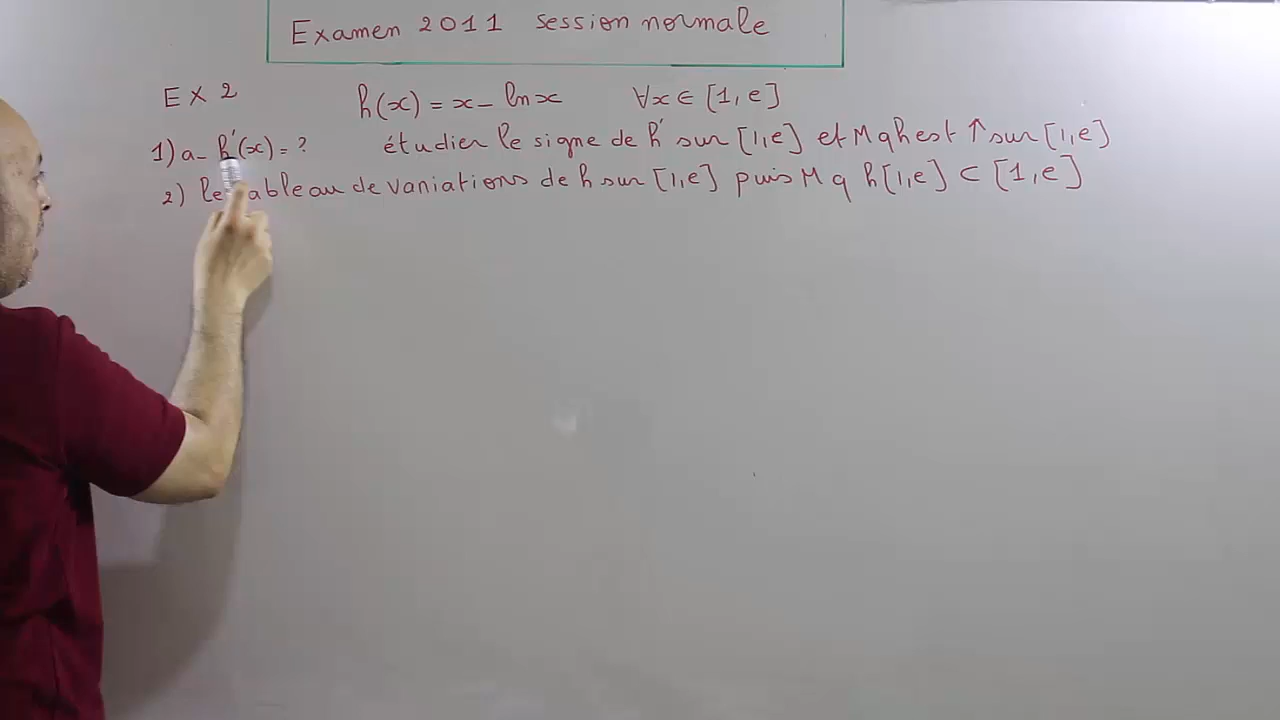 Examen 2011 session normale
EX 2 h(x) = x - ln x ∀x ∈ [1, e]
1) a - h'(x) = ? étudier le signe de h' sur [1, e] et Mq h est ↑ sur [1, e]
2) le tableau de variations de h sur [1, e] puis Mq h[1, e] ⊂ [1, e]